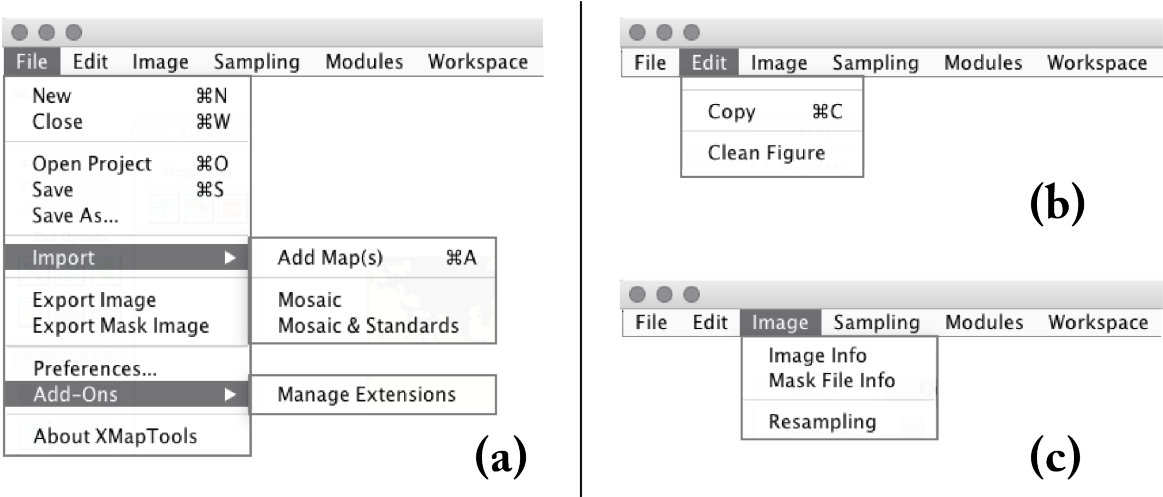 File Edit Image Sampling Modules Workspace
New ⌘N
Close ⌘W
Open Project ⌘O
Save ⌘S
Save As...
Import ▶
Add Map(s) ⌘A
Mosaic
Mosaic & Standards
Export Image
Export Mask Image
Preferences...
Add-Ons ▶
Manage Extensions
About XMapTools
(a)
File Edit Image Sampling Modules Workspace
Copy ⌘C
Clean Figure
(b)
File Edit Image Sampling Modules Workspace
Image Info
Mask File Info
Resampling
(c)